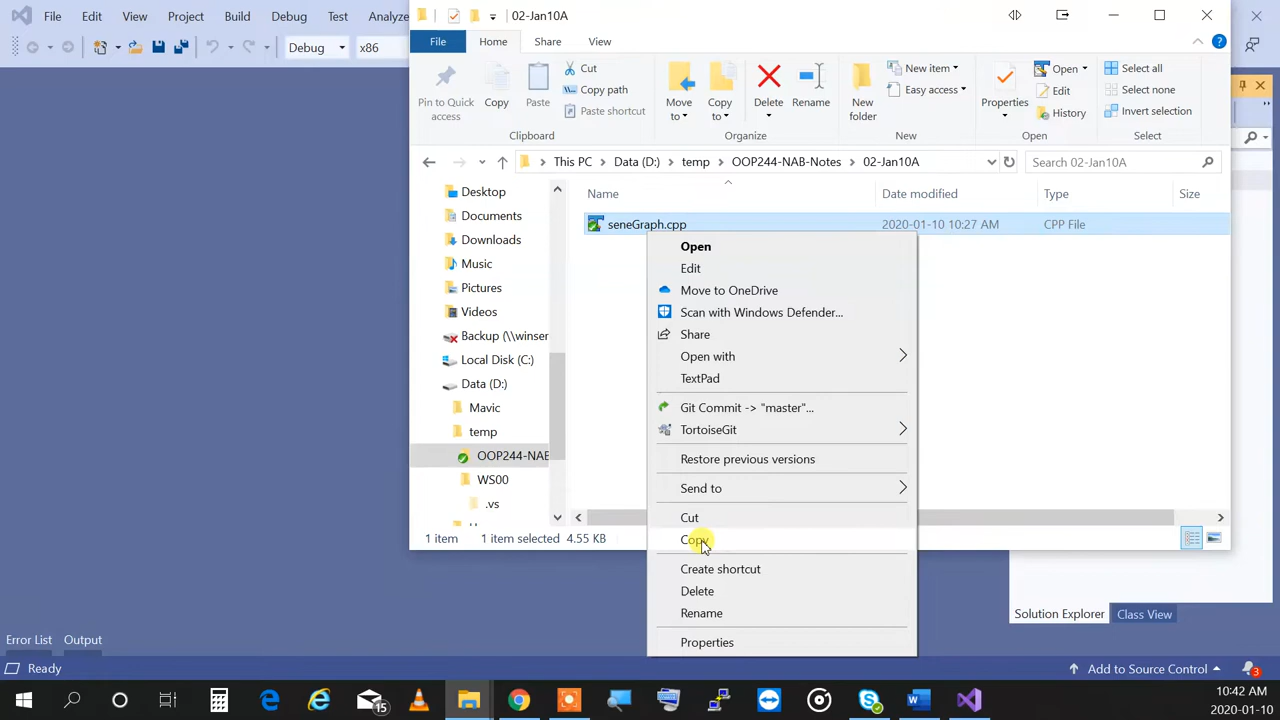 File Edit View Project Build Debug Test Analyze
Debug x86
02-Jan10A
File Home Share View
Pin to Quick access
Copy
Paste
Cut
Copy path
Paste shortcut
Clipboard
Move to
Copy to
Delete
Rename
Organize
New folder
New item
Easy access
New
Properties
Open
Edit
History
Open
Select all
Select none
Invert selection
Select
This PC Data (D:) temp OOP244-NAB-Notes 02-Jan10A
Search 02-Jan10A
Name Date modified Type Size
seneGraph.cpp 2020-01-10 10:27 AM CPP File
Desktop
Documents
Downloads
Music
Pictures
Videos
Backup (\\winser
Local Disk (C:)
Data (D:)
Mavic
temp
OOP244-NAB
WS00
.vs
1 item 1 item selected 4.55 KB
Open
Edit
Move to OneDrive
Scan with Windows Defender...
Share
Open with
TextPad
Git Commit -> "master"...
TortoiseGit
Restore previous versions
Send to
Cut
Copy
Create shortcut
Delete
Rename
Properties
Solution Explorer Class View
Error List Output
Ready
Add to Source Control
3
15
10:42 AM
2020-01-10